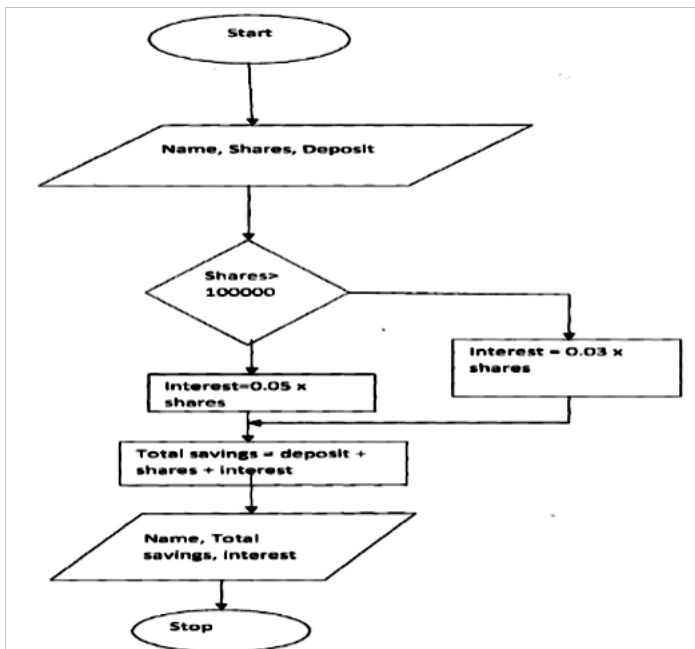 Start
Name, Shares, Deposit
Shares>
100000
Interest = 0.03 x
shares
Interest=0.05 x
shares
Total savings = deposit +
shares + interest
Name, Total
savings, interest
Stop